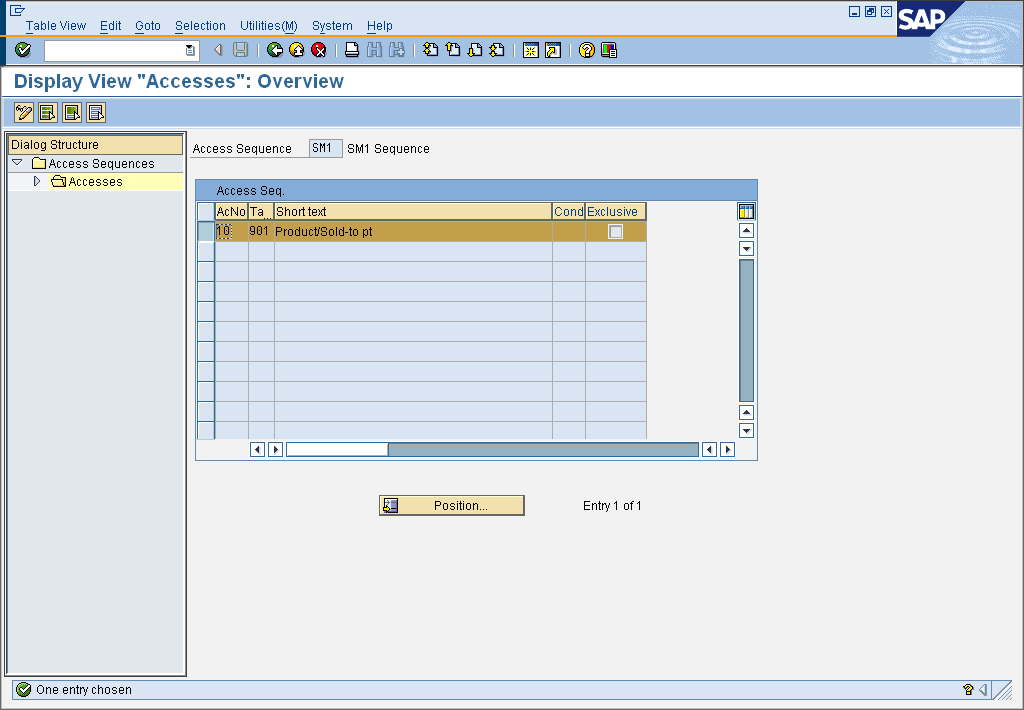 Table View Edit Goto Selection Utilities(M) System Help
SAP
Display View "Accesses": Overview
Dialog Structure
Access Sequences
Accesses
Access Sequence SM1 SM1 Sequence
Access Seq.
AcNo Ta... Short text Cond Exclusive
10 901 Product/Sold-to pt
Position... Entry 1 of 1
One entry chosen